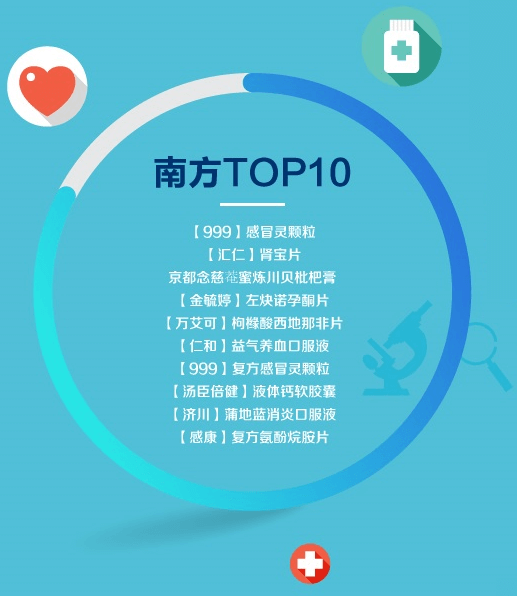 南方TOP10
【999】感冒灵颗粒
【汇仁】肾宝片
京都念慈菴蜜炼川贝枇杷膏
【金毓婷】左炔诺孕酮片
【万艾可】枸橼酸西地那非片
【仁和】益气养血口服液
【999】复方感冒灵颗粒
【汤臣倍健】液体钙软胶囊
【济川】蒲地蓝消炎口服液
【感康】复方氨酚烷胺片